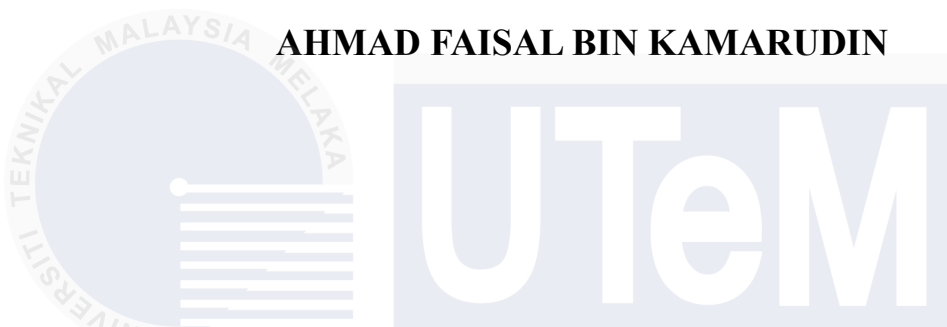 AHMAD FAISAL BIN KAMARUDIN
UNIVERSITI TEKNIKAL MALAYSIA MELAKA
UTeM